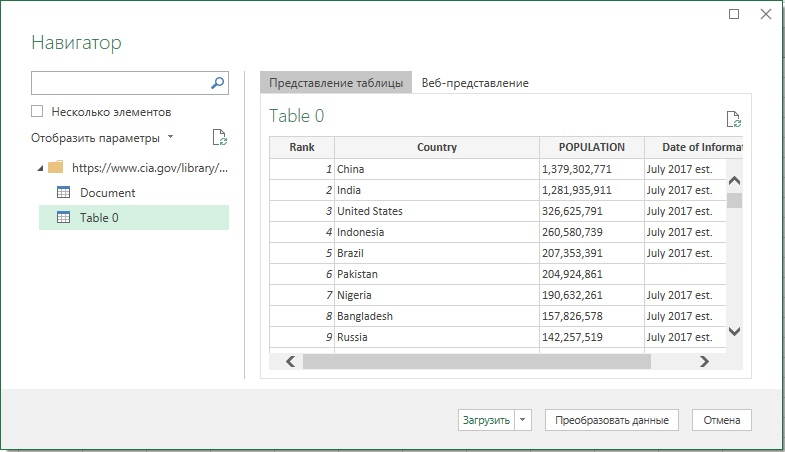 Навигатор
Несколько элементов
Отобразить параметры
https://www.cia.gov/library/...
Document
Table 0
Представление таблицы Веб-представление
Table 0
Rank Country POPULATION Date of Informat
1 China 1,379,302,771 July 2017 est.
2 India 1,281,935,911 July 2017 est.
3 United States 326,625,791 July 2017 est.
4 Indonesia 260,580,739 July 2017 est.
5 Brazil 207,353,391 July 2017 est.
6 Pakistan 204,924,861
7 Nigeria 190,632,261 July 2017 est.
8 Bangladesh 157,826,578 July 2017 est.
9 Russia 142,257,519 July 2017 est.
Загрузить Преобразовать данные Отмена